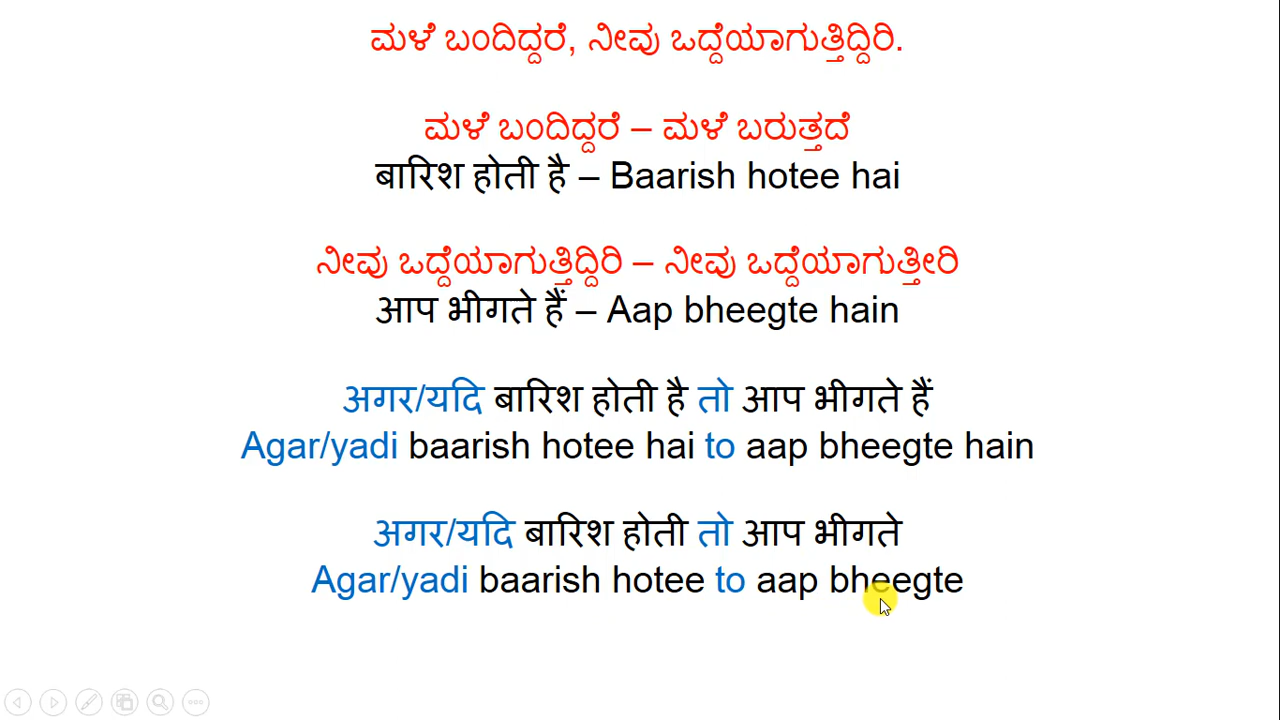 ಮಳೆ ಬಂದಿದ್ದರೆ, ನೀವು ಒದ್ದೆಯಾಗುತ್ತಿದ್ದಿರಿ.
ಮಳೆ ಬಂದಿದ್ದರೆ – ಮಳೆ ಬರುತ್ತದೆ
बारिश होती है – Baarish hotee hai
ನೀವು ಒದ್ದೆಯಾಗುತ್ತಿದ್ದಿರಿ – ನೀವು ಒದ್ದೆಯಾಗುತ್ತೀರಿ
आप भीगते हैं – Aap bheegte hain
अगर/यदि बारिश होती है तो आप भीगते हैं
Agar/yadi baarish hotee hai to aap bheegte hain
अगर/यदि बारिश होती तो आप भीगते
Agar/yadi baarish hotee to aap bheegte